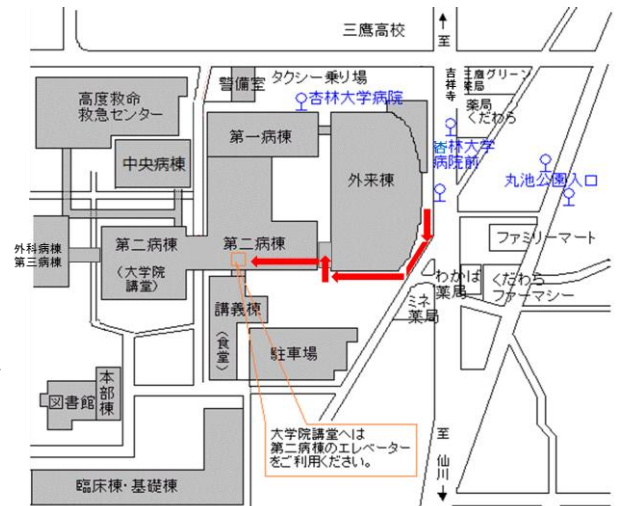 三鷹高校
↑
至
吉祥寺
警備室
タクシー乗り場
杏林大学病院
三鷹グリーン
薬局
薬局
くだわら
高度救命
救急センター
第一病棟
杏林大学
病院前
中央病棟
外来棟
丸池公園入口
外科病棟
第三病棟
第二病棟
〈大学院
講堂〉
第二病棟
ファミリーマート
わかば
薬局
くだわら
ファーマシー
ミネ
薬局
講義棟
〈食堂〉
駐車場
本部棟
図書館
大学院講堂へは
第二病棟のエレベーター
をご利用ください。
至
仙川
↓
臨床棟・基礎棟